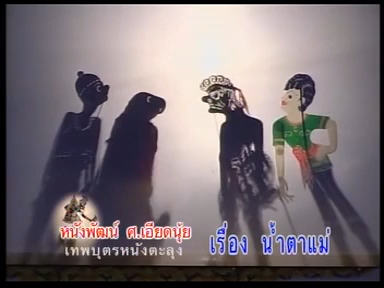 หนังพัฒน์ ศ.เอียดนุ้ย
เทพบุตรหนังตะลุง
เรื่อง น้ำตาแม่